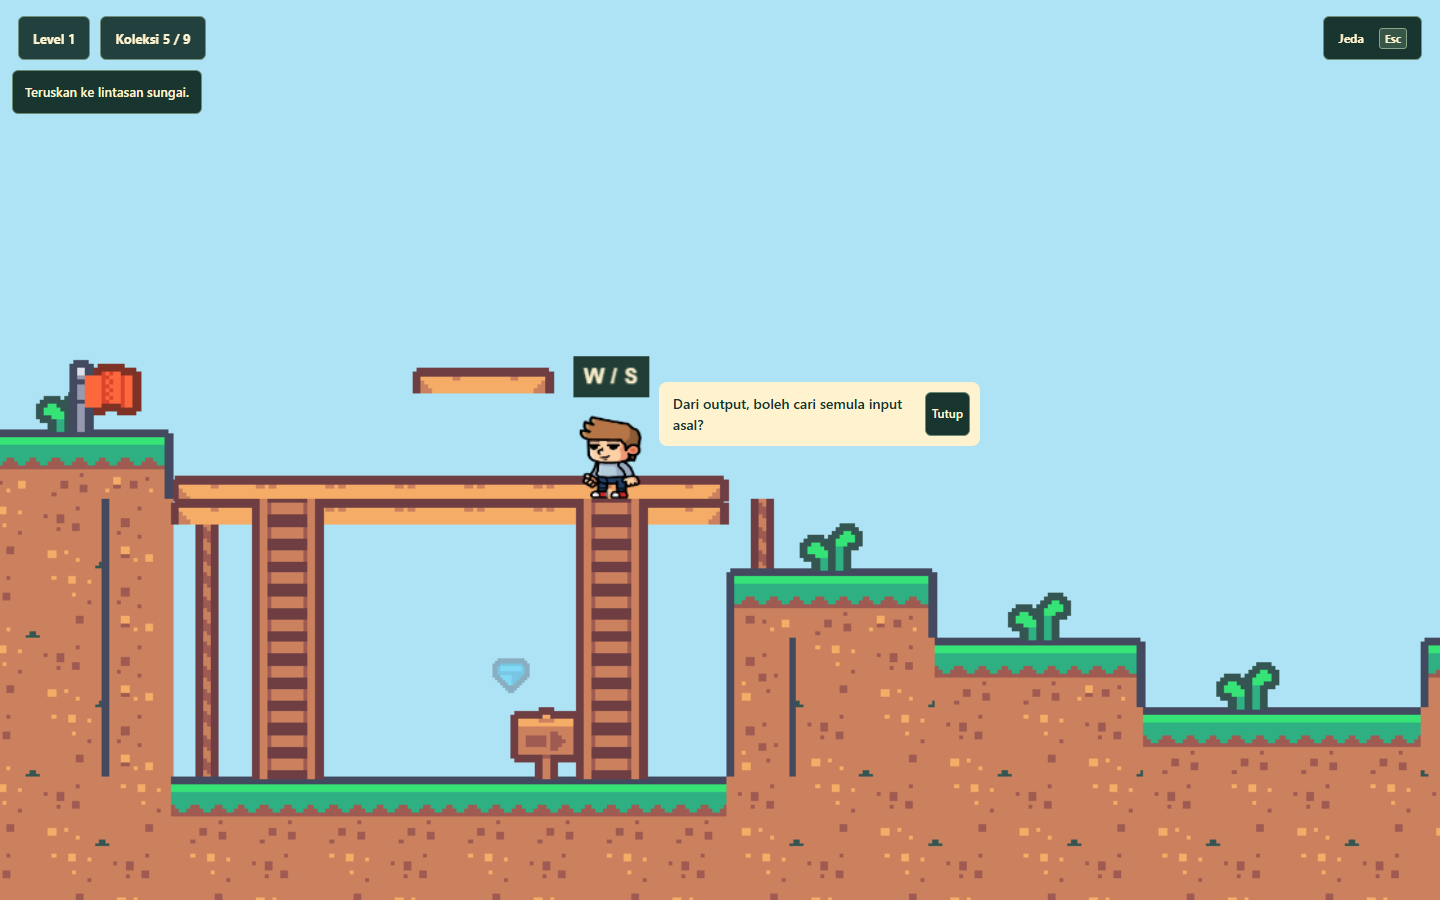 Level 1
Koleksi 5 / 9
Jeda Esc
Teruskan ke lintasan sungai.
W / S
Dari output, boleh cari semula input
asal?
Tutup